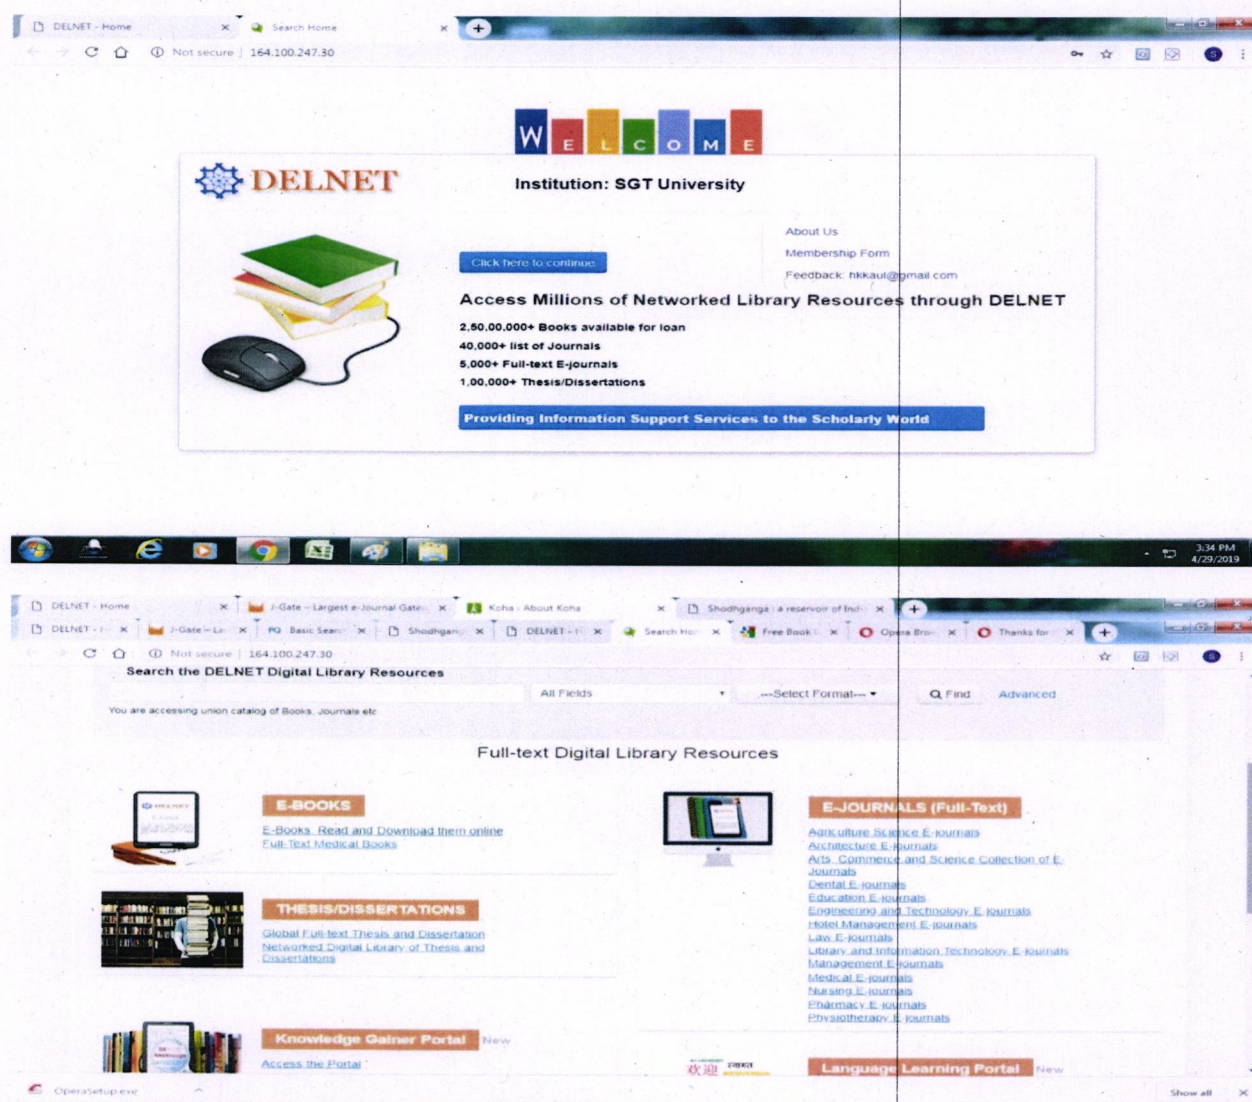 DELNET - Home
Search Home
Not secure | 164.100.247.30
WELCOME
DELNET
Institution: SGT University
About Us
Membership Form
Feedback: hkkaul@gmail.com
Click here to continue
Access Millions of Networked Library Resources through DELNET
2,50,00,000+ Books available for loan
40,000+ list of Journals
5,000+ Full-text E-journals
1,00,000+ Thesis/Dissertations
Providing Information Support Services to the Scholarly World
3:34 PM
4/29/2019
DELNET - Home
J-Gate – Largest e-Journal Gate
Koha › About Koha
Shodhganga : a reservoir of Ind
DELNET - 
J-Gate – La
PQ Basic Sear
Shodhgang
DELNET - 
Search Ho
Free Book
Opera Bro
Thanks for
Not secure | 164.100.247.30
Search the DELNET Digital Library Resources
All Fields
---Select Format---
Find
Advanced
You are accessing union catalog of Books, Journals etc
Full-text Digital Library Resources
DELNET
E-BOOKS
E-Books, Read and Download them online
Full-Text Medical Books
THESIS/DISSERTATIONS
Global Full-text Thesis and Dissertation
Networked Digital Library of Thesis and
Dissertations
Knowledge Gainer Portal New
Access the Portal
E-JOURNALS (Full-Text)
Agriculture Science E-journals
Architecture E-journals
Arts, Commerce and Science Collection of E-
Journals
Dental E-journals
Education E-journals
Engineering and Technology E-journals
Hotel Management E-journals
Law E-journals
Library and Information Technology E-journals
Management E-journals
Medical E-journals
Nursing E-journals
Pharmacy E-journals
Physiotherapy E-journals
欢迎
Language Learning Portal New
OperaSetup.exe
Show all